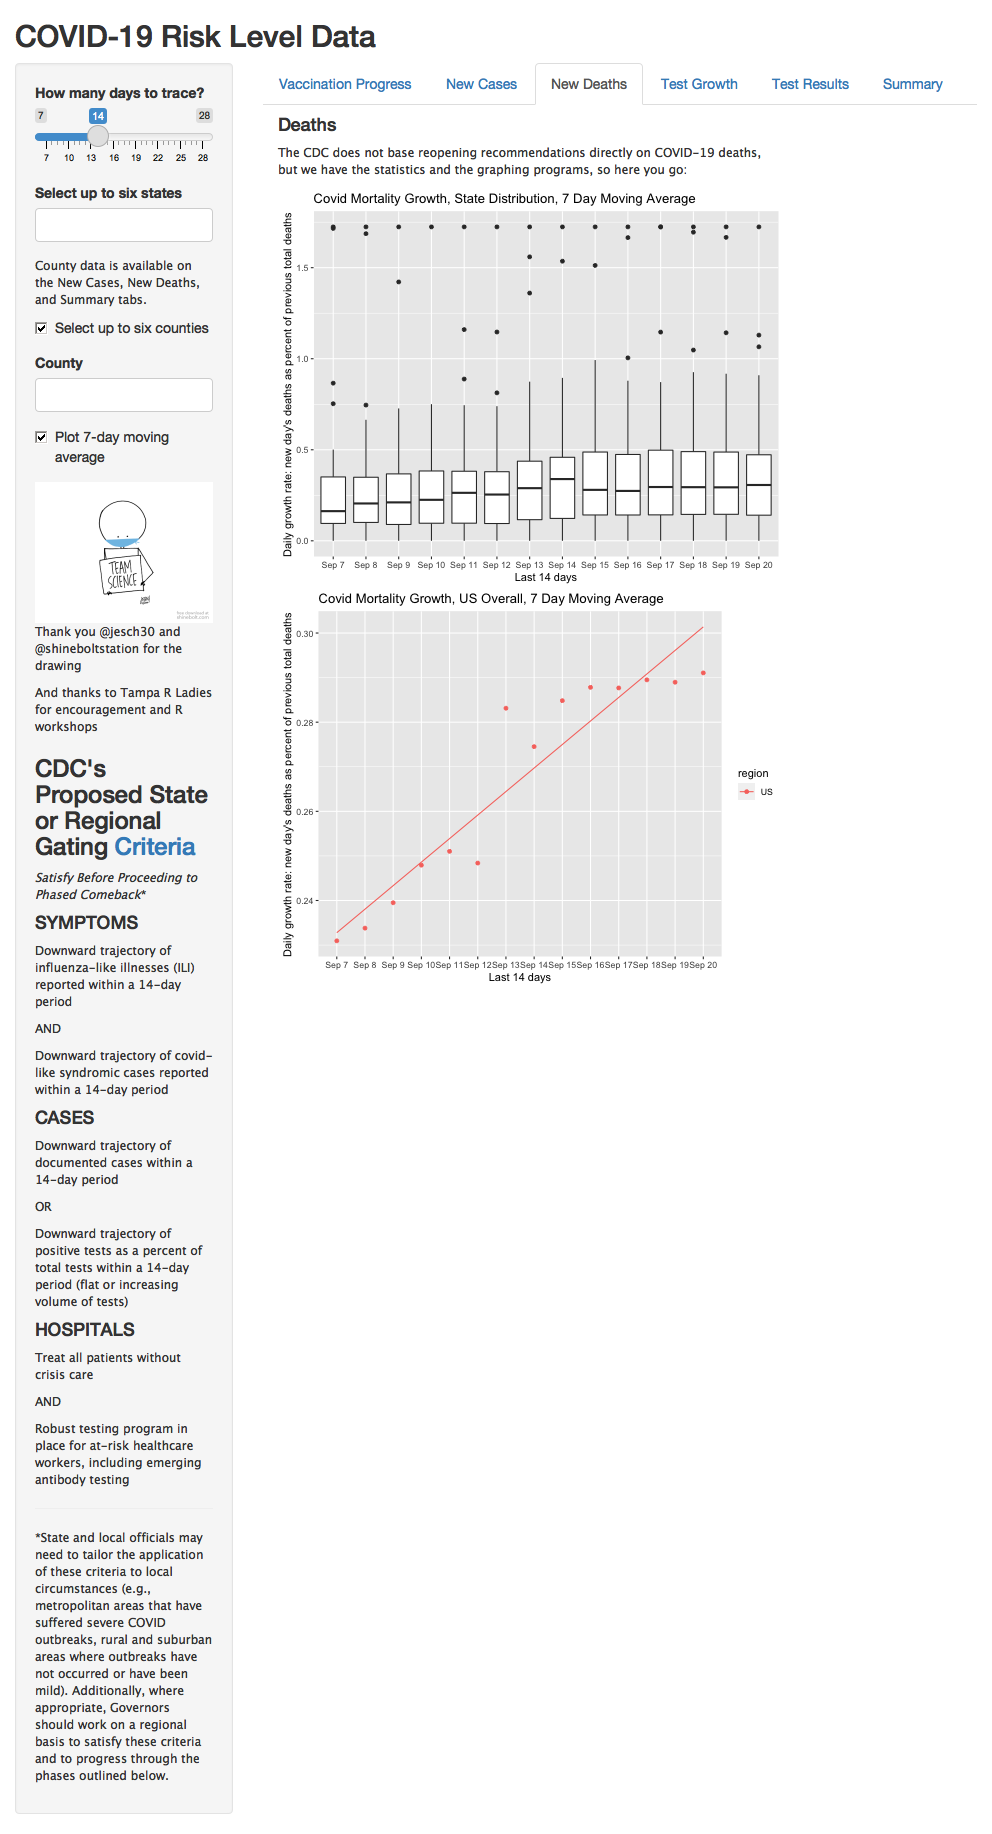 COVID-19 Risk Level Data
How many days to trace?
7 14 28
7 10 13 16 19 22 25 28
Select up to six states
County data is available on
the New Cases, New Deaths,
and Summary tabs.
Select up to six counties
County
Plot 7-day moving
average
TEAM
SCIENCE
Thank you @jesch30 and
@shineboltstation for the
drawing
And thanks to Tampa R Ladies
for encouragement and R
workshops
CDC's
Proposed State
or Regional
Gating Criteria
Satisfy Before Proceeding to
Phased Comeback*
SYMPTOMS
Downward trajectory of
influenza-like illnesses (ILI)
reported within a 14-day
period
AND
Downward trajectory of covid-
like syndromic cases reported
within a 14-day period
CASES
Downward trajectory of
documented cases within a
14-day period
OR
Downward trajectory of
positive tests as a percent of
total tests within a 14-day
period (flat or increasing
volume of tests)
HOSPITALS
Treat all patients without
crisis care
AND
Robust testing program in
place for at-risk healthcare
workers, including emerging
antibody testing
*State and local officials may
need to tailor the application
of these criteria to local
circumstances (e.g.,
metropolitan areas that have
suffered severe COVID
outbreaks, rural and suburban
areas where outbreaks have
not occurred or have been
mild). Additionally, where
appropriate, Governors
should work on a regional
basis to satisfy these criteria
and to progress through the
phases outlined below.
Vaccination Progress New Cases New Deaths Test Growth Test Results Summary
Deaths
The CDC does not base reopening recommendations directly on COVID-19 deaths,
but we have the statistics and the graphing programs, so here you go:
Covid Mortality Growth, State Distribution, 7 Day Moving Average
Daily growth rate: new day's deaths as percent of previous total deaths
1.5
1.0
0.5
0.0
Sep 7 Sep 8 Sep 9 Sep 10 Sep 11 Sep 12 Sep 13 Sep 14 Sep 15 Sep 16 Sep 17 Sep 18 Sep 19 Sep 20
Last 14 days
Covid Mortality Growth, US Overall, 7 Day Moving Average
Daily growth rate: new day's deaths as percent of previous total deaths
0.30
0.28
0.26
0.24
Sep 7 Sep 8 Sep 9 Sep 10 Sep 11 Sep 12 Sep 13 Sep 14 Sep 15 Sep 16 Sep 17 Sep 18 Sep 19 Sep 20
Last 14 days
region
US